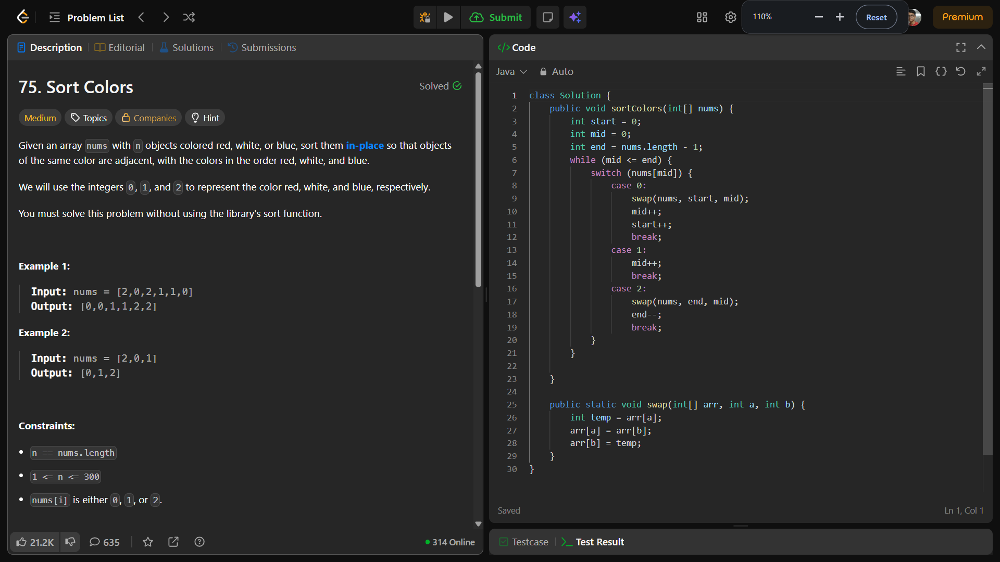 Problem List
Submit
110%
Reset
Premium
Description
Editorial
Solutions
Submissions
75. Sort Colors
Solved
Medium
Topics
Companies
Hint
Given an array nums with n objects colored red, white, or blue, sort them in-place so that objects
of the same color are adjacent, with the colors in the order red, white, and blue.
We will use the integers 0, 1, and 2 to represent the color red, white, and blue, respectively.
You must solve this problem without using the library's sort function.
Example 1:
Input: nums = [2,0,2,1,1,0]
Output: [0,0,1,1,2,2]
Example 2:
Input: nums = [2,0,1]
Output: [0,1,2]
Constraints:
n == nums.length
1 <= n <= 300
nums[i] is either 0, 1, or 2.
21.2K
635
314 Online
</> Code
Java
Auto
1 class Solution {
2     public void sortColors(int[] nums) {
3         int start = 0;
4         int mid = 0;
5         int end = nums.length - 1;
6         while (mid <= end) {
7             switch (nums[mid]) {
8                 case 0:
9                     swap(nums, start, mid);
10                     mid++;
11                     start++;
12                     break;
13                 case 1:
14                     mid++;
15                     break;
16                 case 2:
17                     swap(nums, end, mid);
18                     end--;
19                     break;
20             }
21         }
22
23     }
24
25     public static void swap(int[] arr, int a, int b) {
26         int temp = arr[a];
27         arr[a] = arr[b];
28         arr[b] = temp;
29     }
30 }
Saved
Ln 1, Col 1
Testcase
Test Result